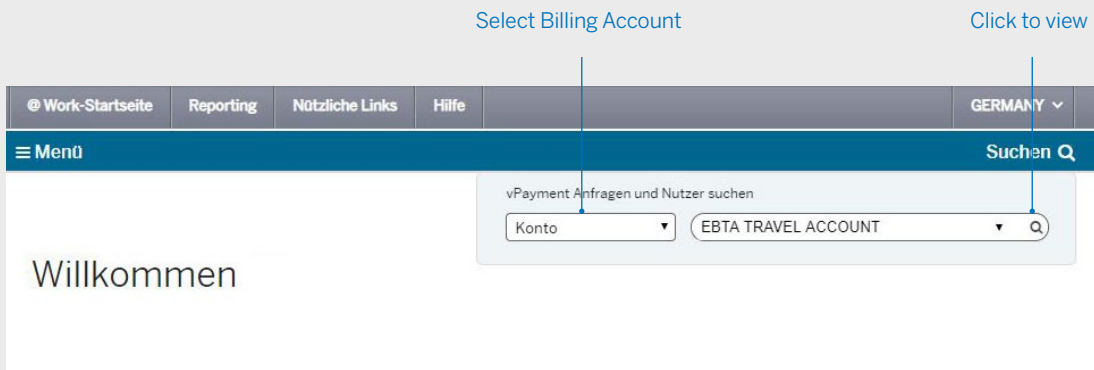 Select Billing Account Click to view
@ Work-Startseite Reporting Nützliche Links Hilfe GERMANY
Menü Suchen
vPayment Anfragen und Nutzer suchen
Konto EBTA TRAVEL ACCOUNT
Willkommen